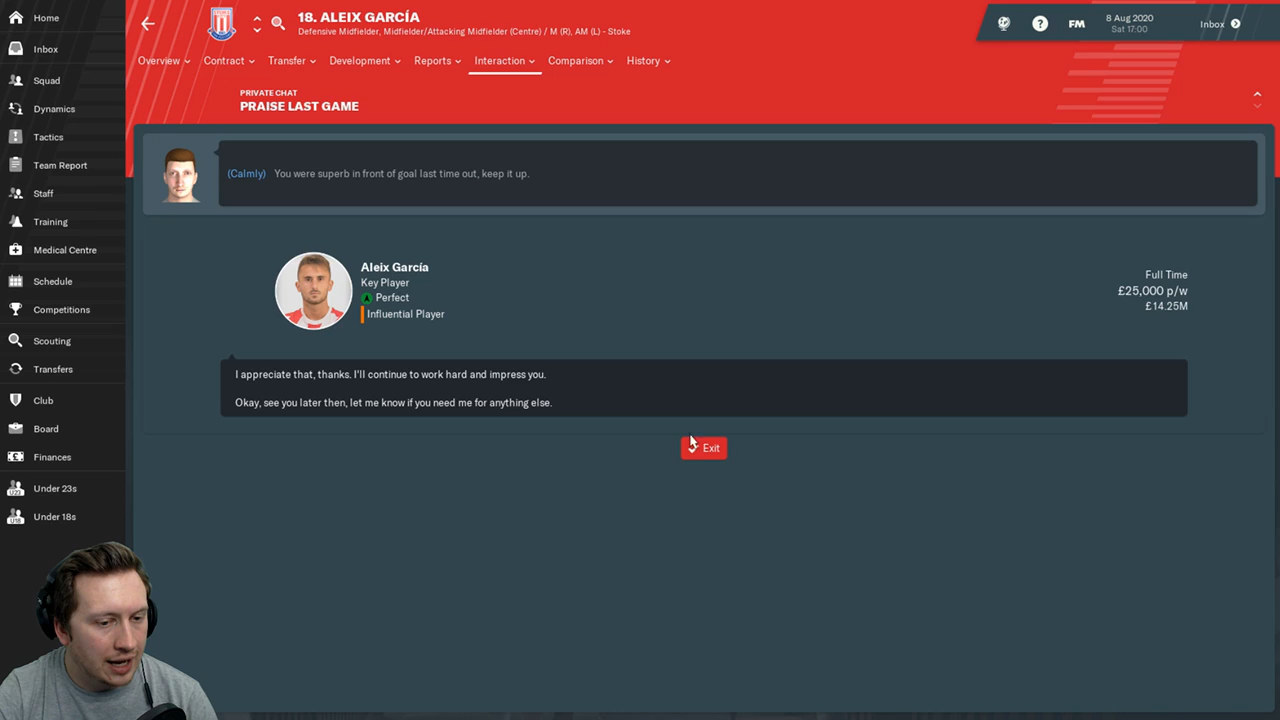 Home
Inbox
Squad
Dynamics
Tactics
Team Report
Staff
Training
Medical Centre
Schedule
Competitions
Scouting
Transfers
Club
Board
Finances
Under 23s
Under 18s
18. ALEIX GARCÍA
Defensive Midfielder, Midfielder/Attacking Midfielder (Centre) / M (R), AM (L) - Stoke
FM
8 Aug 2020
Sat 17:00
Inbox
Overview
Contract
Transfer
Development
Reports
Interaction
Comparison
History
PRIVATE CHAT
PRAISE LAST GAME
(Calmly) You were superb in front of goal last time out, keep it up.
Aleix García
Key Player
Perfect
Influential Player
Full Time
£25,000 p/w
£14.25M
I appreciate that, thanks. I'll continue to work hard and impress you.
Okay, see you later then, let me know if you need me for anything else.
Exit